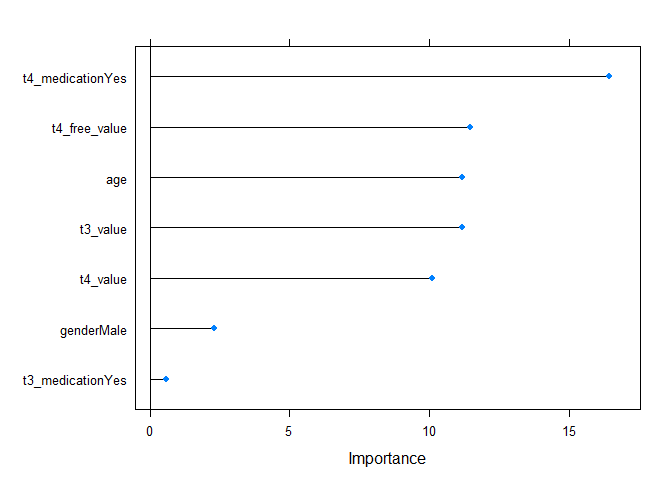 t4_medicationYes
t4_free_value
age
t3_value
t4_value
genderMale
t3_medicationYes
0 5 10 15
Importance